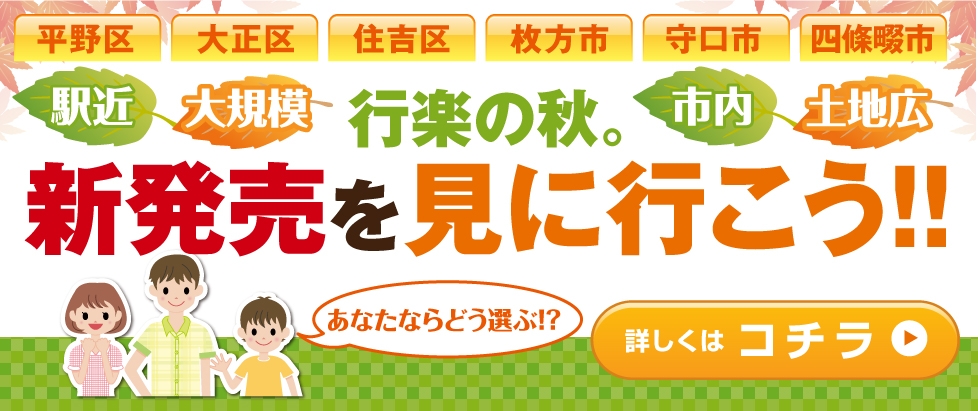 平野区 大正区 住吉区 枚方市 守口市 四條畷市
駅近 大規模 行楽の秋。 市内 土地広
新発売を見に行こう!!
あなたならどう選ぶ!?
詳しくは コチラ